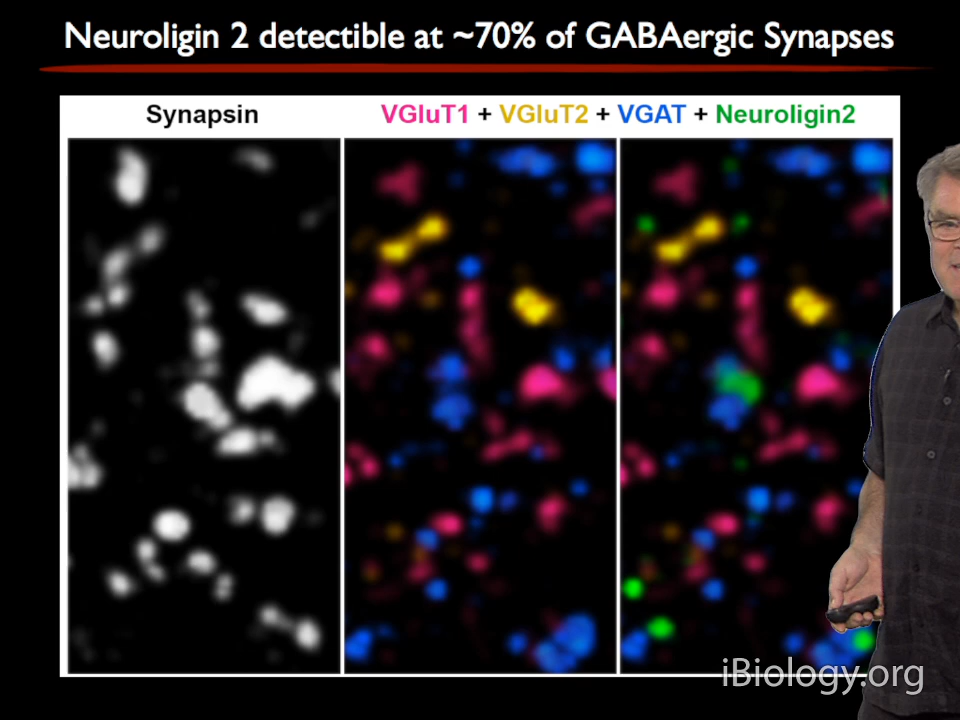 Neuroligin 2 detectible at ~70% of GABAergic Synapses
Synapsin
VGluT1 + VGluT2 + VGAT + Neuroligin2
iBiology.org